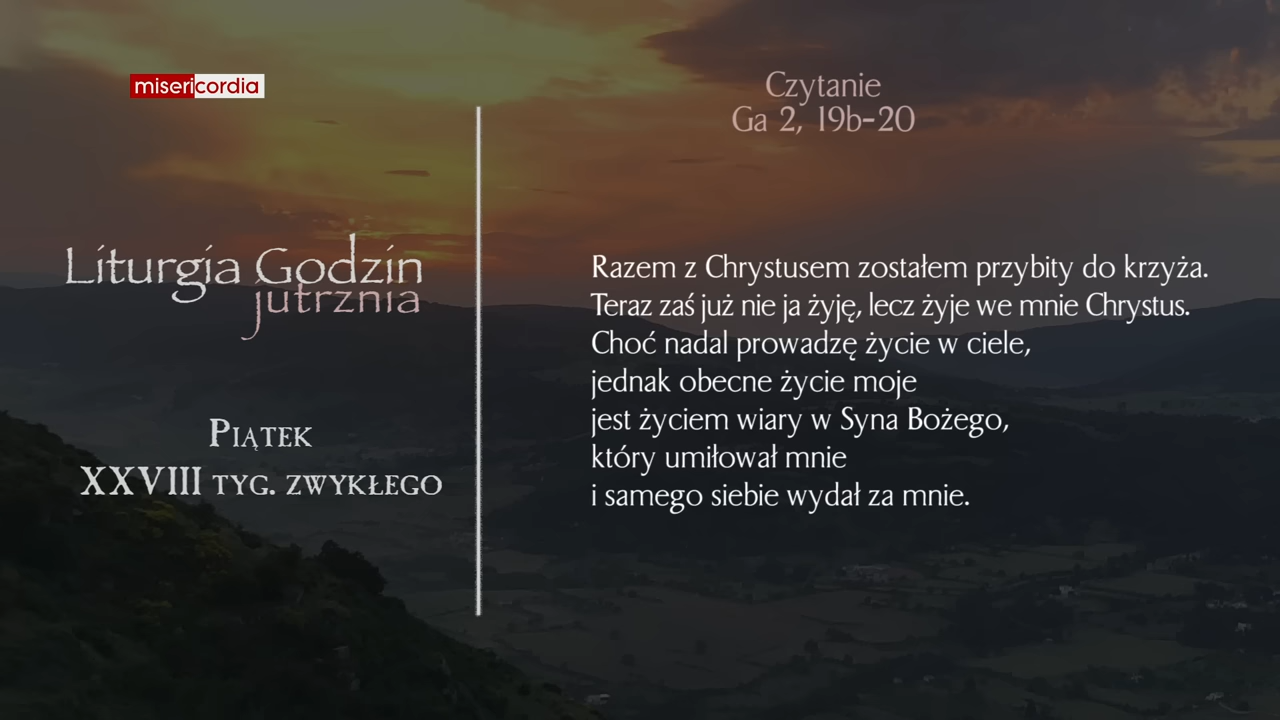 misericordia
Liturgia Godzin
jutrznia
Piątek
XXVIII tyg. zwykłego
Czytanie
Ga 2, 19b-20
Razem z Chrystusem zostałem przybity do krzyża.
Teraz zaś już nie ja żyję, lecz żyje we mnie Chrystus.
Choć nadal prowadzę życie w ciele,
jednak obecne życie moje
jest życiem wiary w Syna Bożego,
który umiłował mnie
i samego siebie wydał za mnie.